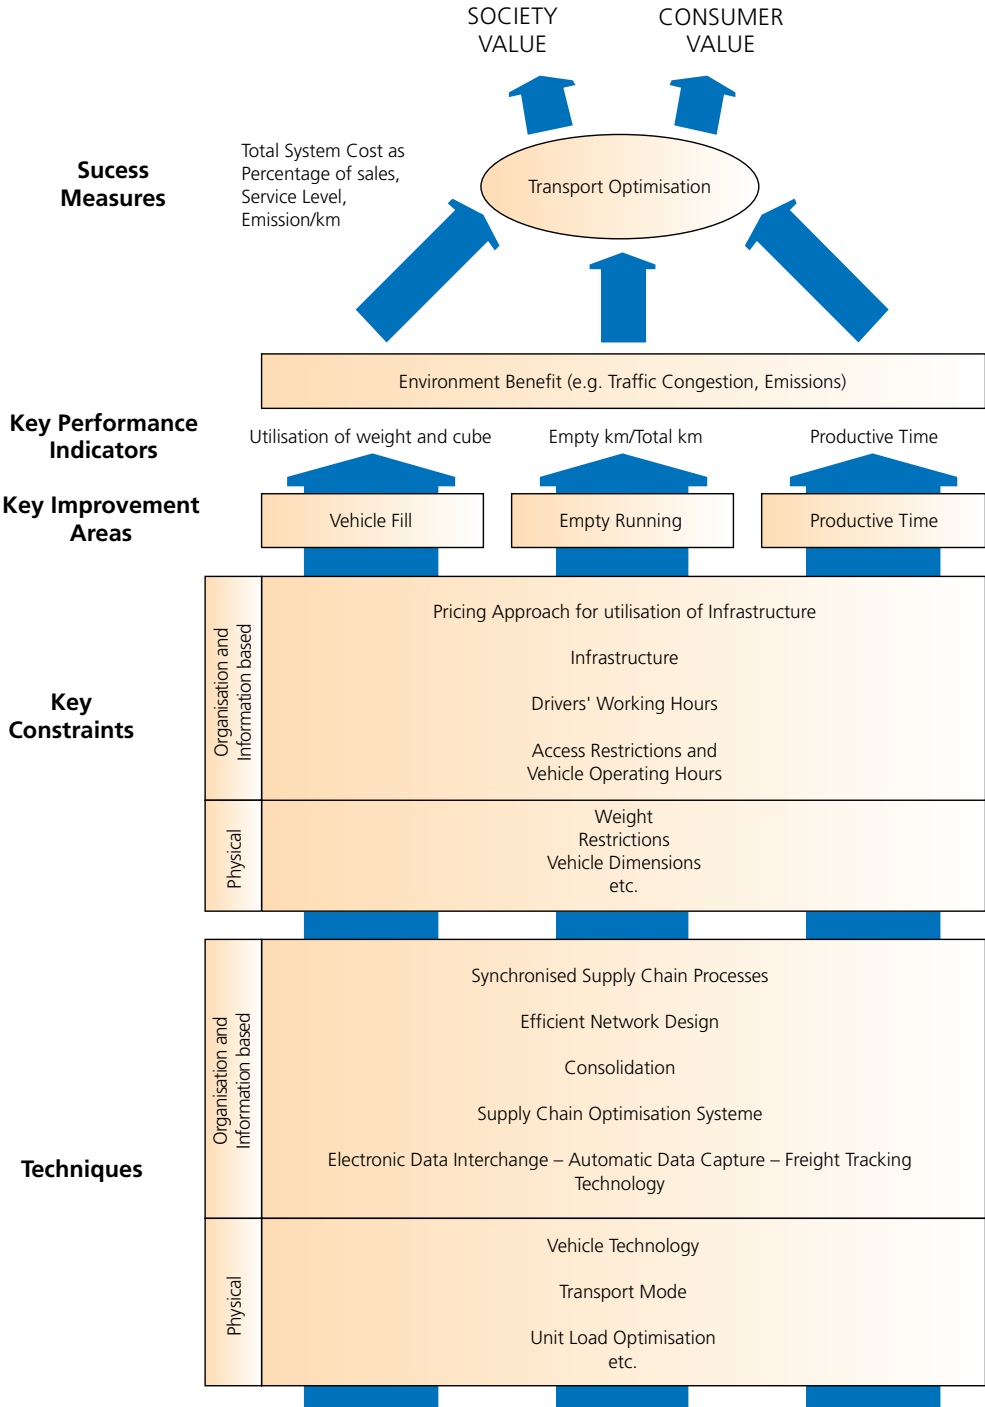 SOCIETY
VALUE
CONSUMER
VALUE
Sucess
Measures
Total System Cost as
Percentage of sales,
Service Level,
Emission/km
Transport Optimisation
Environment Benefit (e.g. Traffic Congestion, Emissions)
Key Performance
Indicators
Utilisation of weight and cube
Empty km/Total km
Productive Time
Key Improvement
Areas
Vehicle Fill
Empty Running
Productive Time
Key
Constraints
Organisation and
Information based
Pricing Approach for utilisation of Infrastructure
Infrastructure
Drivers' Working Hours
Access Restrictions and
Vehicle Operating Hours
Physical
Weight
Restrictions
Vehicle Dimensions
etc.
Techniques
Organisation and
Information based
Synchronised Supply Chain Processes
Efficient Network Design
Consolidation
Supply Chain Optimisation Systeme
Electronic Data Interchange – Automatic Data Capture – Freight Tracking
Technology
Physical
Vehicle Technology
Transport Mode
Unit Load Optimisation
etc.